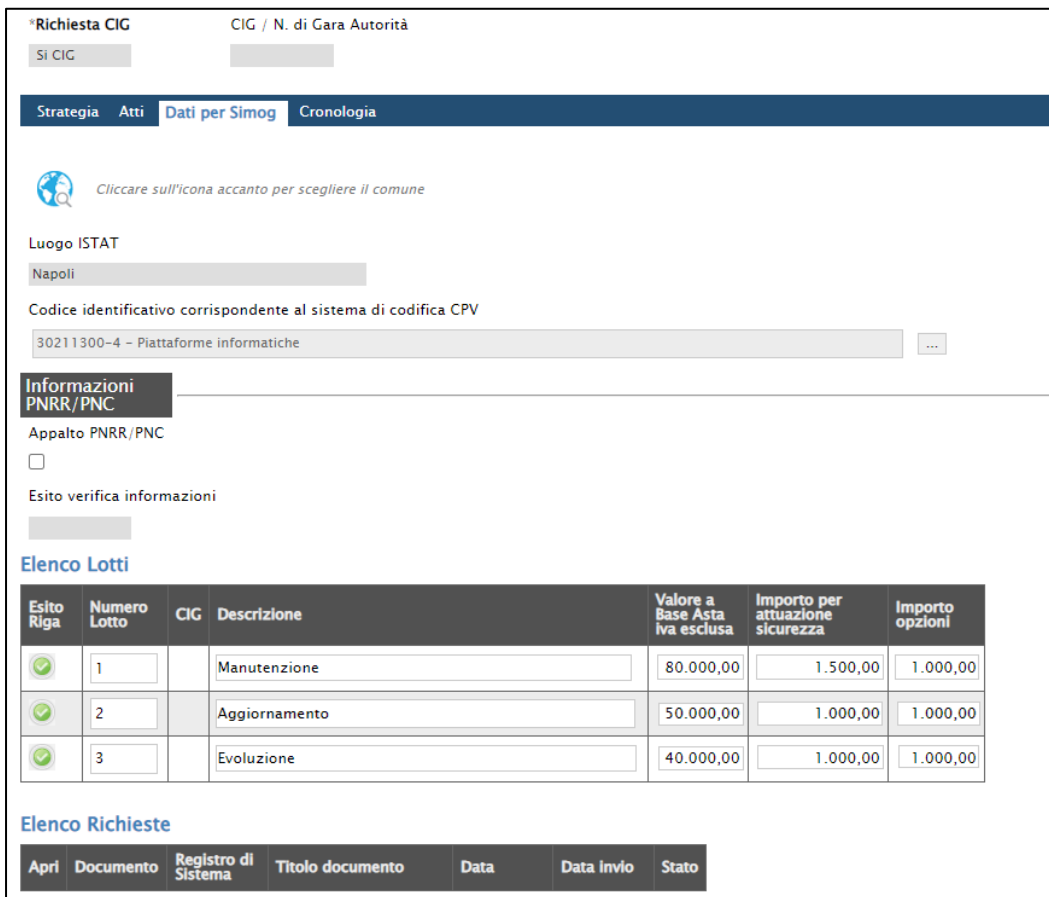 *Richiesta CIG CIG / N. di Gara Autorità
Si CIG
Strategia Atti Dati per Simog Cronologia
Cliccare sull'icona accanto per scegliere il comune
Luogo ISTAT
Napoli
Codice identificativo corrispondente al sistema di codifica CPV
30211300-4 - Piattaforme informatiche ...
Informazioni
PNRR/PNC
Appalto PNRR/PNC
Esito verifica informazioni
Elenco Lotti
Esito Riga Numero Lotto CIG Descrizione Valore a Base Asta iva esclusa Importo per attuazione sicurezza Importo opzioni
1 Manutenzione 80.000,00 1.500,00 1.000,00
2 Aggiornamento 50.000,00 1.000,00 1.000,00
3 Evoluzione 40.000,00 1.000,00 1.000,00
Elenco Richieste
Apri Documento Registro di Sistema Titolo documento Data Data invio Stato